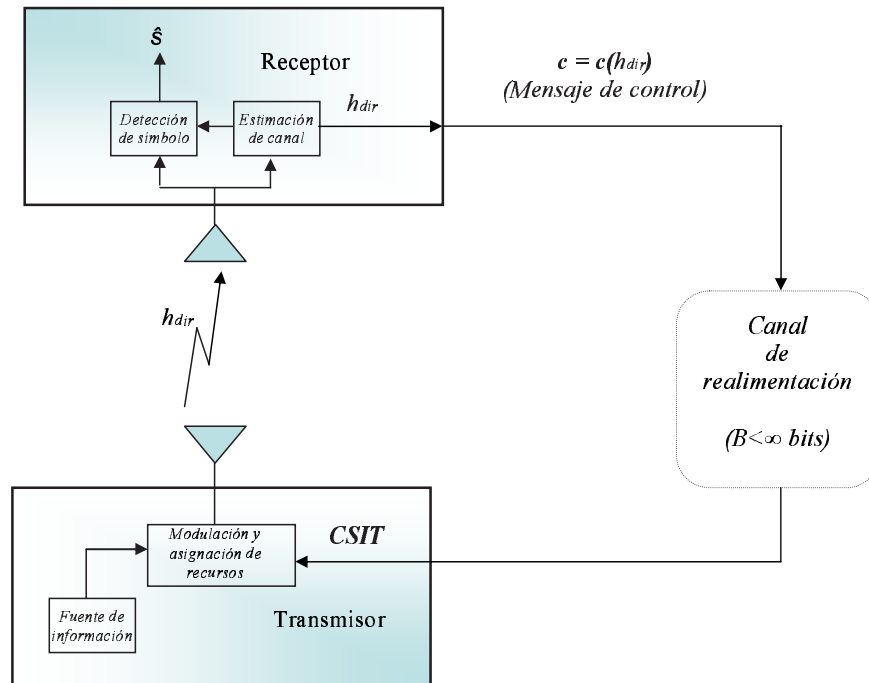 ŝ
Receptor
c = c(hdir)
(Mensaje de control)
hdir
Detección
de símbolo
Estimación
de canal
hdir
Canal
de
realimentación
(B<∞ bits)
Modulación y
asignación de
recursos
CSIT
Fuente de
información
Transmisor